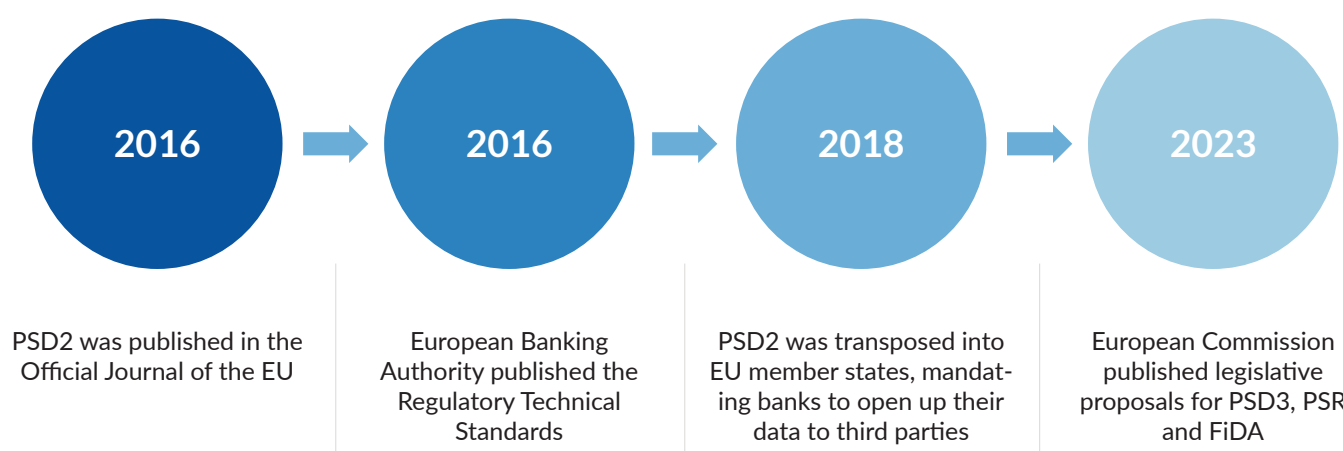 2016
2016
2018
2023
PSD2 was published in the
Official Journal of the EU
European Banking
Authority published the
Regulatory Technical
Standards
PSD2 was transposed into
EU member states, mandat-
ing banks to open up their
data to third parties
European Commission
published legislative
proposals for PSD3, PSR
and FiDA